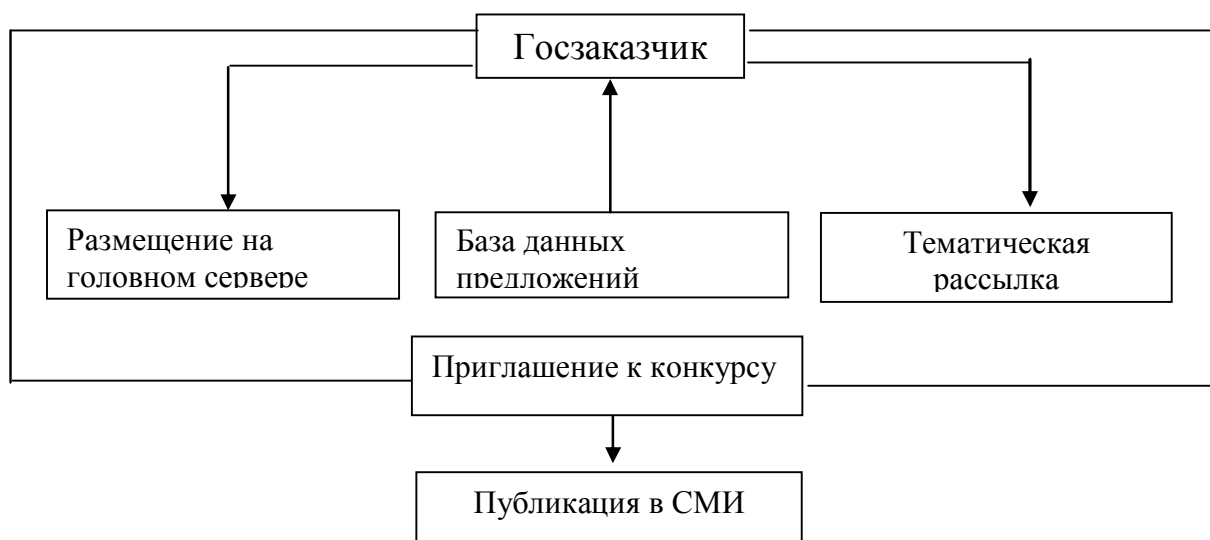 Госзаказчик
Размещение на
головном сервере
База данных
предложений
Тематическая
рассылка
Приглашение к конкурсу
Публикация в СМИ